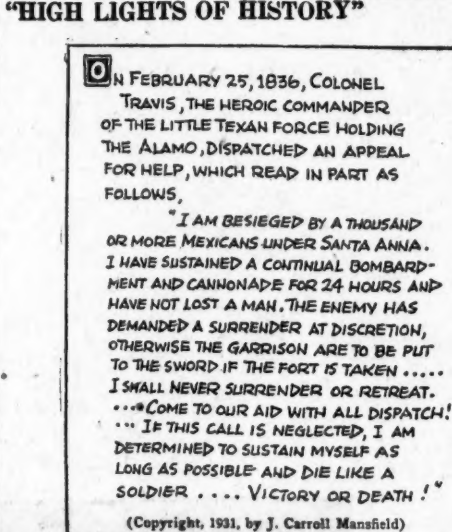 "HIGH LIGHTS OF HISTORY"
ON FEBRUARY 25, 1836, COLONEL
TRAVIS, THE HEROIC COMMANDER
OF THE LITTLE TEXAN FORCE HOLDING
THE ALAMO, DISPATCHED AN APPEAL
FOR HELP, WHICH READ IN PART AS
FOLLOWS,
"I AM BESIEGED BY A THOUSAND
OR MORE MEXICANS UNDER SANTA ANNA.
I HAVE SUSTAINED A CONTINUAL BOMBARD-
MENT AND CANNONADE FOR 24 HOURS AND
HAVE NOT LOST A MAN. THE ENEMY HAS
DEMANDED A SURRENDER AT DISCRETION,
OTHERWISE THE GARRISON ARE TO BE PUT
TO THE SWORD IF THE FORT IS TAKEN .....
I SHALL NEVER SURRENDER OR RETREAT.
....COME TO OUR AID WITH ALL DISPATCH!
... IF THIS CALL IS NEGLECTED, I AM
DETERMINED TO SUSTAIN MYSELF AS
LONG AS POSSIBLE AND DIE LIKE A
SOLDIER .... VICTORY OR DEATH!"
(Copyright, 1931, by J. Carroll Mansfield)